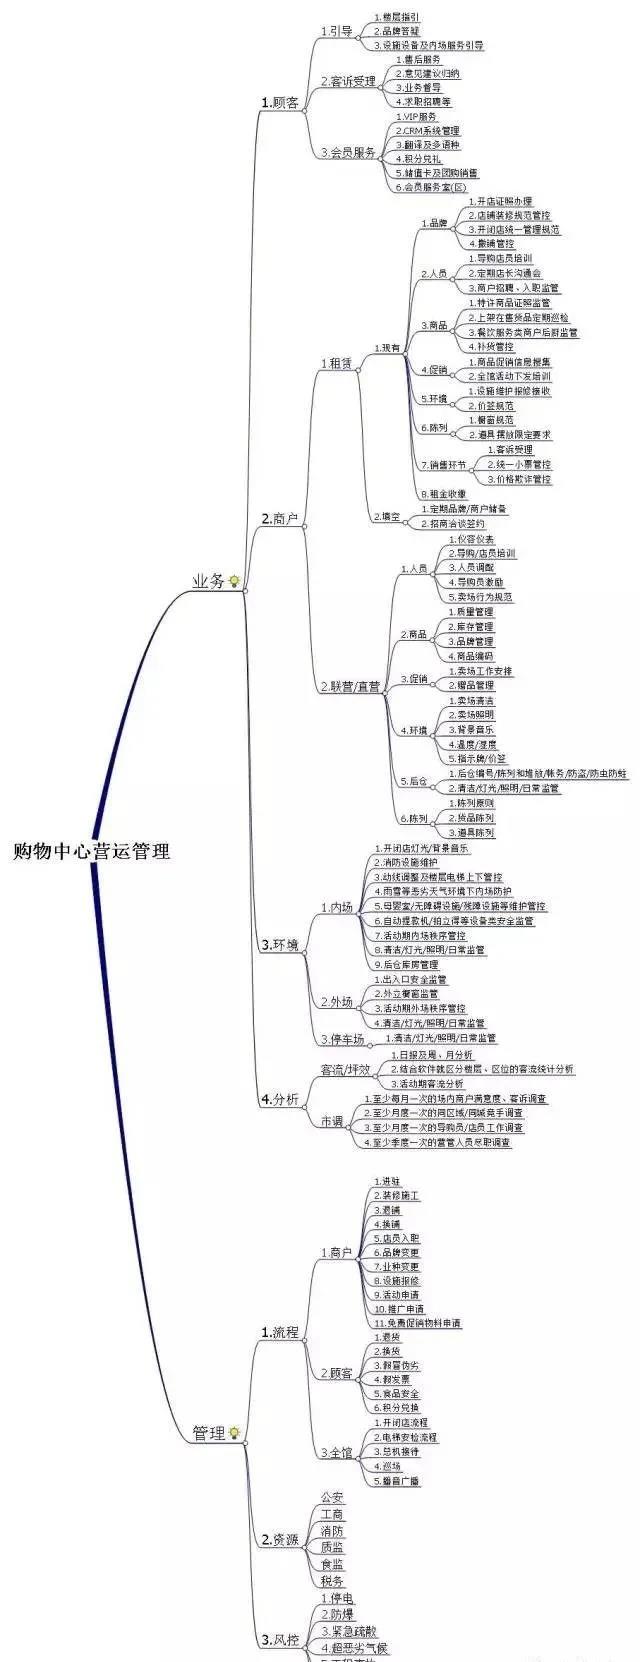 购物中心营运管理
业务
1.顾客
1.引导
1.楼层指引
2.品牌答疑
3.设施设备及内场服务引导
2.客诉受理
1.售后服务
2.意见建议归纳
3.业务督导
4.求职招聘等
3.会员服务
1.VIP服务
2.CRM系统管理
3.翻译及多语种
4.积分兑礼
5.储值卡及团购销售
6.会员服务室(区)
2.商户
1.租赁
1.现有
1.品牌
1.开店证照办理
2.店铺装修规范管控
3.开闭店统一管理规范
4.撤铺管控
2.人员
1.导购店员培训
2.定期店长沟通会
3.商户招聘、入职监管
3.商品
1.特许商品证照监管
2.上架在售货品定期巡检
3.餐饮服务类商户后厨监管
4.补货管控
4.促销
1.商品促销信息提集
2.全馆活动下发培训
5.环境
1.设施维护报修接收
2.价签规范
6.陈列
1.橱窗规范
2.道具摆放限定要求
7.销售环节
1.客诉受理
2.统一小票管控
3.价格欺诈管控
8.租金收缴
2.填空
1.定期品牌/商户储备
2.招商洽谈签约
2.联营/直营
1.人员
1.仪容仪表
2.导购/店员培训
3.人员调配
4.导购员激励
5.卖场行为规范
2.商品
1.质量管理
2.库存管理
3.品牌管理
4.商品编码
3.促销
1.卖场工作安排
2.赠品管理
4.环境
1.卖场清洁
2.卖场照明
3.背景音乐
4.温度/湿度
5.指示牌/价签
5.后仓
1.后仓编号/陈列和堆放/帐务/防盗/防虫防蛀
2.清洁/灯光/照明/日常监管
6.陈列
1.陈列原则
2.货品陈列
3.道具陈列
3.环境
1.内场
1.开闭店灯光/背景音乐
2.消防设施维护
3.动线调整及楼层电梯上下管控
4.雨雪等恶劣天气环境下内场防护
5.母婴室/无障碍设施/残障设施等维护管控
6.自动提款机/拍立得等设备类安全监管
7.活动期内场秩序管控
8.清洁/灯光/照明/日常监管
9.后仓库房管理
2.外场
1.出入口安全监管
2.外立橱窗监管
3.活动期外场秩序管控
4.清洁/灯光/照明/日常监管
3.停车场
1.清洁/灯光/照明/日常监管
4.分析
客流/坪效
1.日报及周、月分析
2.结合软件就区分楼层、区位的客流统计分析
3.活动期客流分析
市调
1.至少每月一次的场内商户满意度、客诉调查
2.至少月度一次的同区域/同城竞手调查
3.至少月度一次的导购员/店员工作调查
4.至少季度一次的营管人员尽职调查
管理
1.流程
1.商户
1.进驻
2.装修施工
3.退铺
4.换铺
5.店员入职
6.品牌变更
7.业种变更
8.设施报修
9.活动申请
10.推广申请
11.免费促销物料申请
2.顾客
1.退货
2.换货
3.假冒伪劣
4.假发票
5.食品安全
6.积分兑换
3.全馆
1.开闭店流程
2.电梯安检流程
3.总机接待
4.巡场
5.播音广播
2.资源
公安
工商
消防
质监
食监
税务
3.风控
1.停电
2.防爆
3.紧急疏散
4.超恶劣气候